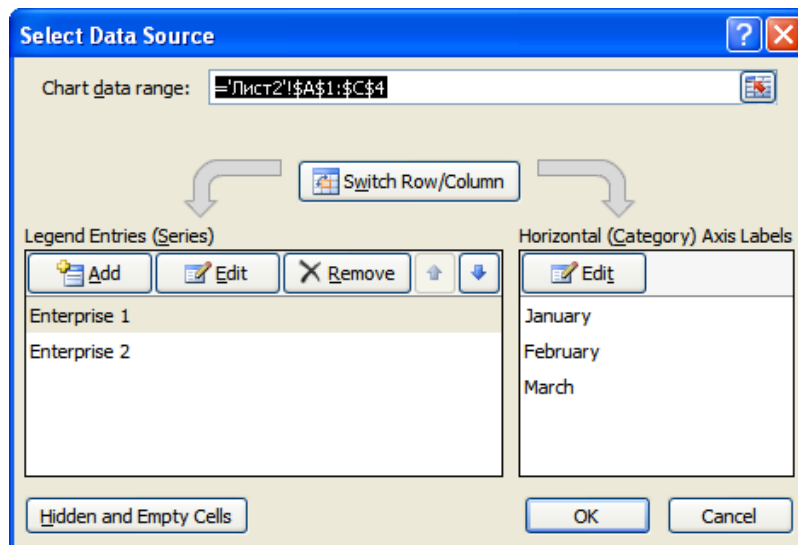 Select Data Source
Chart data range:
='Лист2'!$A$1:$C$4
Switch Row/Column
Legend Entries (Series)
Horizontal (Category) Axis Labels
Add
Edit
Remove
Edit
Enterprise 1
January
Enterprise 2
February
March
Hidden and Empty Cells
OK
Cancel